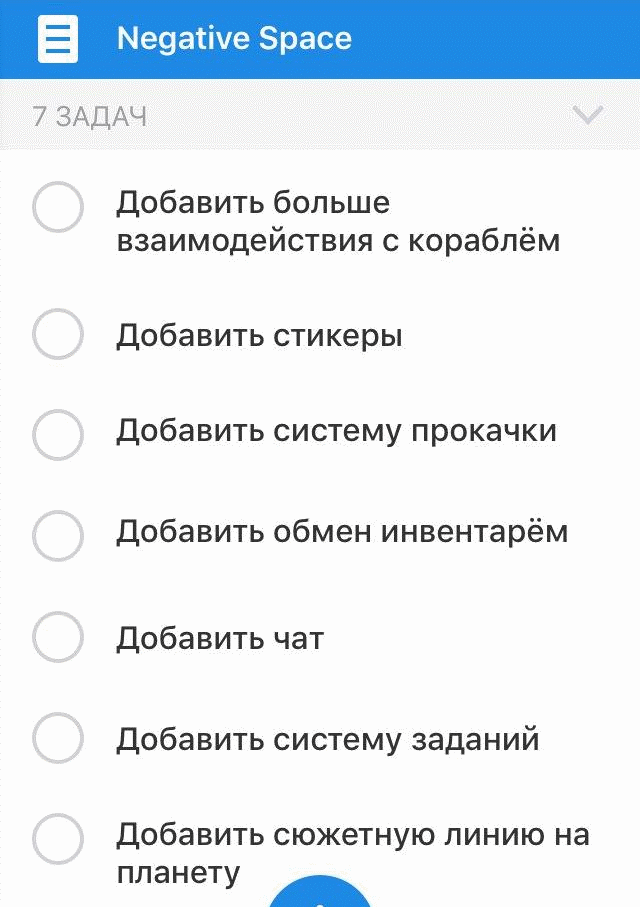 Negative Space
7 ЗАДАЧ
Добавить больше
взаимодействия с кораблём
Добавить стикеры
Добавить систему прокачки
Добавить обмен инвентарём
Добавить чат
Добавить систему заданий
Добавить сюжетную линию на
планету